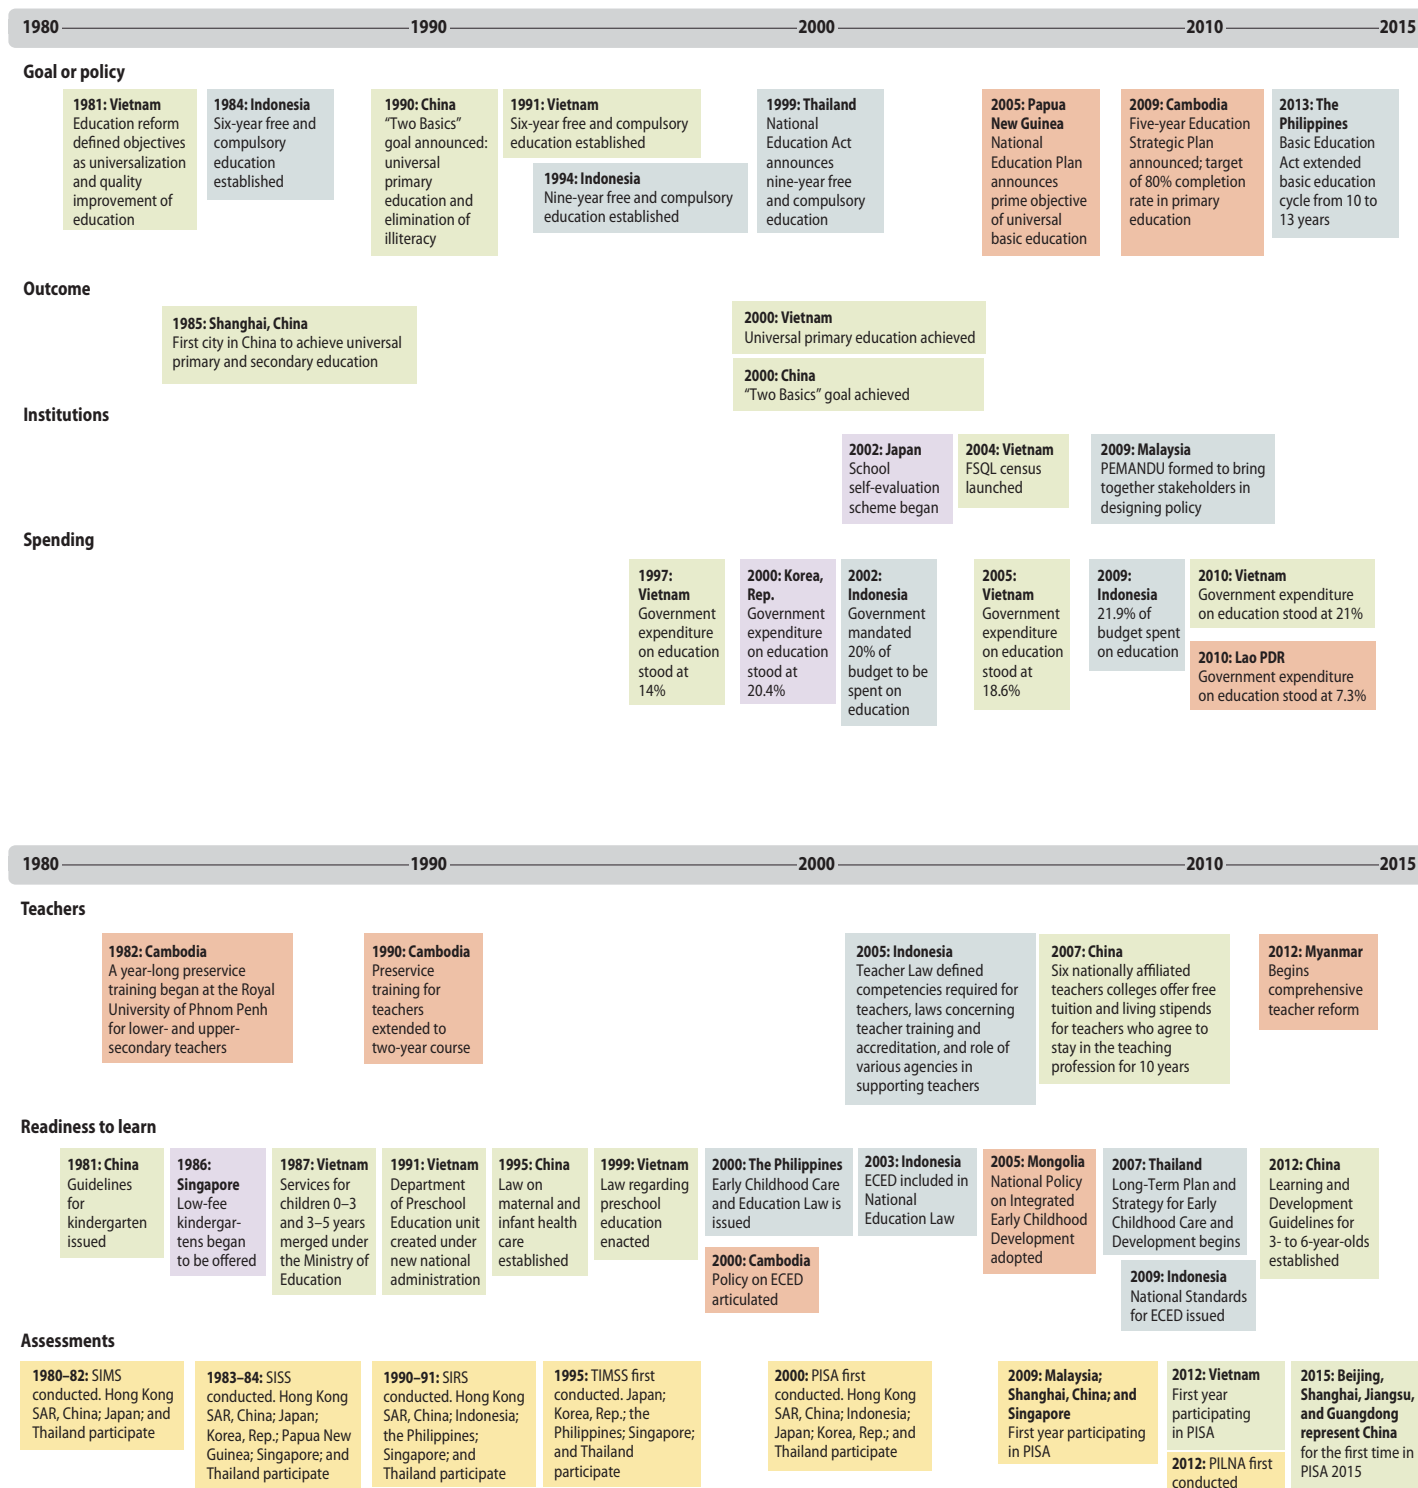 1980 1990 2000 2010 2015
Goal or policy
1981: Vietnam
Education reform
defined objectives
as universalization
and quality
improvement of
education
1984: Indonesia
Six-year free and
compulsory
education
established
1990: China
“Two Basics”
goal announced:
universal
primary
education and
elimination of
illiteracy
1991: Vietnam
Six-year free and compulsory
education established
1994: Indonesia
Nine-year free and compulsory
education established
1999: Thailand
National
Education Act
announces
nine-year free
and compulsory
education
2005: Papua
New Guinea
National
Education Plan
announces
prime objective
of universal
basic education
2009: Cambodia
Five-year Education
Strategic Plan
announced; target
of 80% completion
rate in primary
education
2013: The
Philippines
Basic Education
Act extended
basic education
cycle from 10 to
13 years
Outcome
1985: Shanghai, China
First city in China to achieve universal
primary and secondary education
2000: Vietnam
Universal primary education achieved
2000: China
“Two Basics” goal achieved
Institutions
2002: Japan
School
self-evaluation
scheme began
2004: Vietnam
FSQL census
launched
2009: Malaysia
PEMANDU formed to bring
together stakeholders in
designing policy
Spending
1997:
Vietnam
Government
expenditure
on education
stood at
14%
2000: Korea,
Rep.
Government
expenditure
on education
stood at
20.4%
2002:
Indonesia
Government
mandated
20% of
budget to be
spent on
education
2005:
Vietnam
Government
expenditure
on education
stood at
18.6%
2009:
Indonesia
21.9% of
budget spent
on education
2010: Vietnam
Government expenditure
on education stood at 21%
2010: Lao PDR
Government expenditure
on education stood at 7.3%
1980 1990 2000 2010 2015
Teachers
1982: Cambodia
A year-long preservice
training began at the Royal
University of Phnom Penh
for lower- and upper-
secondary teachers
1990: Cambodia
Preservice
training for
teachers
extended to
two-year course
2005: Indonesia
Teacher Law defined
competencies required for
teachers, laws concerning
teacher training and
accreditation, and role of
various agencies in
supporting teachers
2007: China
Six nationally affiliated
teachers colleges offer free
tuition and living stipends
for teachers who agree to
stay in the teaching
profession for 10 years
2012: Myanmar
Begins
comprehensive
teacher reform
Readiness to learn
1981: China
Guidelines
for
kindergarten
issued
1986:
Singapore
Low-fee
kindergar-
tens began
to be offered
1987: Vietnam
Services for
children 0–3
and 3–5 years
merged under
the Ministry of
Education
1991: Vietnam
Department
of Preschool
Education unit
created under
new national
administration
1995: China
Law on
maternal and
infant health
care
established
1999: Vietnam
Law regarding
preschool
education
enacted
2000: The Philippines
Early Childhood Care
and Education Law is
issued
2000: Cambodia
Policy on ECED
articulated
2003: Indonesia
ECED included in
National
Education Law
2005: Mongolia
National Policy
on Integrated
Early Childhood
Development
adopted
2007: Thailand
Long-Term Plan and
Strategy for Early
Childhood Care and
Development begins
2009: Indonesia
National Standards
for ECED issued
2012: China
Learning and
Development
Guidelines for
3- to 6-year-olds
established
Assessments
1980–82: SIMS
conducted. Hong Kong
SAR, China; Japan; and
Thailand participate
1983–84: SISS
conducted. Hong Kong
SAR, China; Japan;
Korea, Rep.; Papua New
Guinea; Singapore; and
Thailand participate
1990–91: SIRS
conducted. Hong Kong
SAR, China; Indonesia;
the Philippines;
Singapore; and
Thailand participate
1995: TIMSS first
conducted. Japan;
Korea, Rep.; the
Philippines; Singapore;
and Thailand
participate
2000: PISA first
conducted. Hong Kong
SAR, China; Indonesia;
Japan; Korea, Rep.; and
Thailand participate
2009: Malaysia;
Shanghai, China; and
Singapore
First year participating
in PISA
2012: Vietnam
First year
participating
in PISA
2012: PILNA first
conducted
2015: Beijing,
Shanghai, Jiangsu,
and Guangdong
represent China
for the first time in
PISA 2015